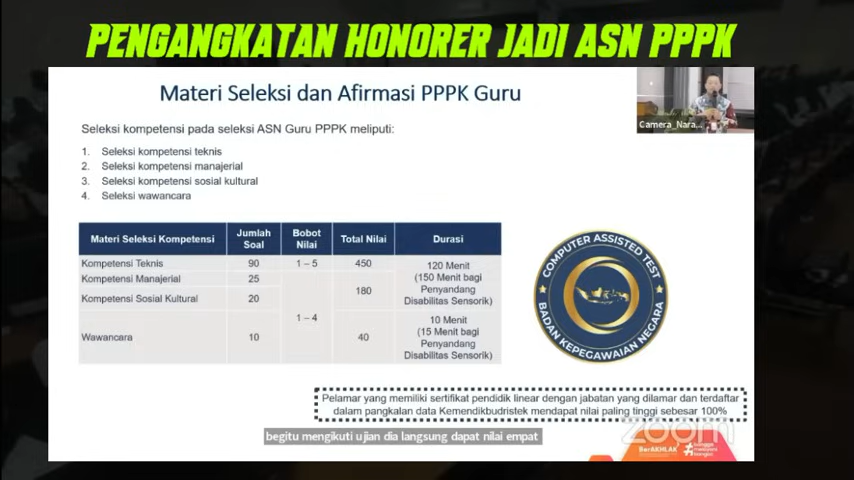 PENGANGKATAN HONORER JADI ASN PPPK
Materi Seleksi dan Afirmasi PPPK Guru
Camera_Nara...
Seleksi kompetensi pada seleksi ASN Guru PPPK meliputi:
1. Seleksi kompetensi teknis
2. Seleksi kompetensi manajerial
3. Seleksi kompetensi sosial kultural
4. Seleksi wawancara
Materi Seleksi Kompetensi
Jumlah
Soal
Bobot
Nilai
Total Nilai
Durasi
Kompetensi Teknis
90
1 – 5
450
120 Menit
(150 Menit bagi
Penyandang
Disabilitas Sensorik)
Kompetensi Manajerial
25
180
Kompetensi Sosial Kultural
20
1 – 4
Wawancara
10
40
10 Menit
(15 Menit bagi
Penyandang
Disabilitas Sensorik)
COMPUTER ASSISTED TEST
BADAN KEPEGAWAIAN NEGARA
Pelamar yang memiliki sertifikat pendidik linear dengan jabatan yang dilamar dan terdaftar
dalam pangkalan data Kemendikbudristek mendapat nilai paling tinggi sebesar 100%
zoom
begitu mengikuti ujian dia langsung dapat nilai empat
BerAKHLAK
bangga
melayani
bangsa